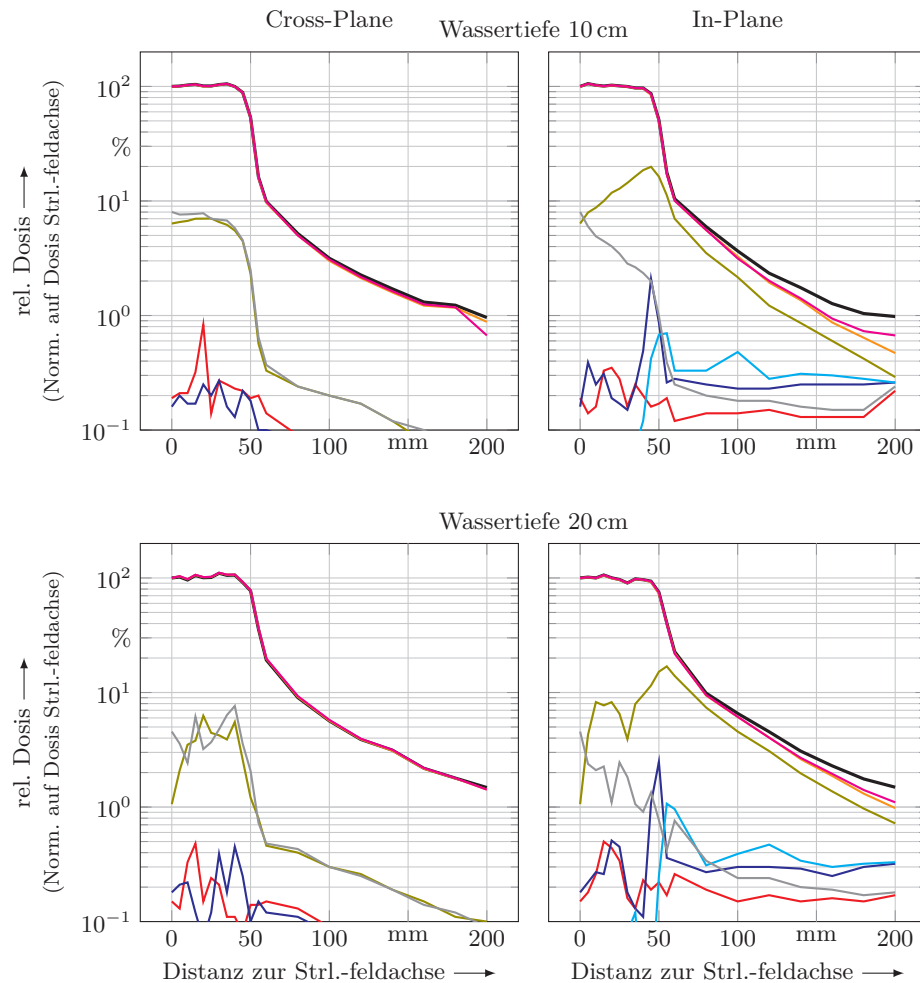 Cross-Plane
In-Plane
Wassertiefe 10 cm
rel. Dosis
(Norm. auf Dosis Strl.-feldachse)
10²
%
10¹
10⁰
10⁻¹
0 50 100 mm 200
0 50 100 mm 200
Wassertiefe 20 cm
rel. Dosis
(Norm. auf Dosis Strl.-feldachse)
10²
%
10¹
10⁰
10⁻¹
0 50 100 mm 200
0 50 100 mm 200
Distanz zur Strl.-feldachse
Distanz zur Strl.-feldachse